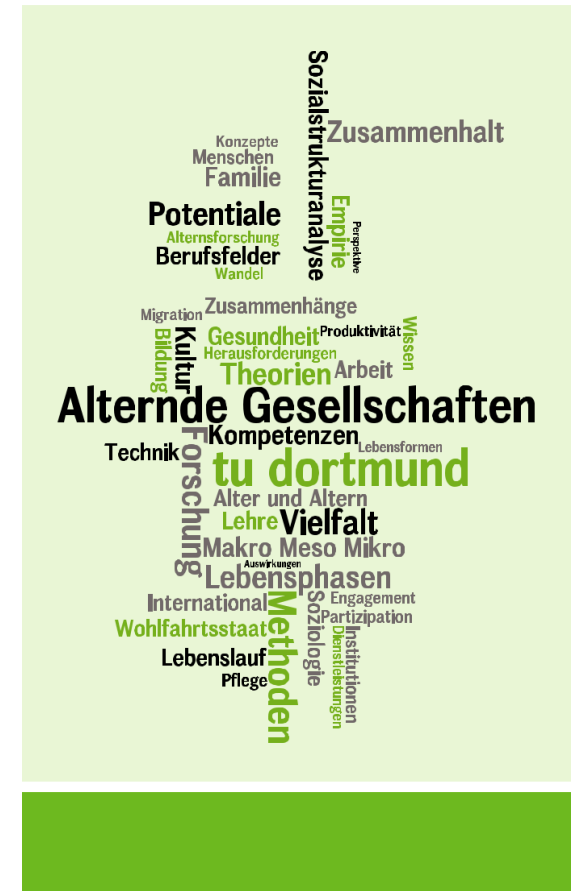 Sozialstrukturanalyse
Zusammenhalt
Konzepte
Menschen
Familie
Potentiale
Empirie
Perspektive
Alternsforschung
Berufsfelder
Wandel
Zusammenhänge
Migration
Bildung
Kultur
Gesundheit
Produktivität
Wissen
Herausforderungen
Theorien
Arbeit
Alternde Gesellschaften
Kompetenzen
Technik
Forschung
Lebensformen
tu dortmund
Alter und Altern
Lehre
Vielfalt
Makro Meso Mikro
Auswirkungen
Lebensphasen
International
Methoden
Soziologie
Engagement
Partizipation
Wohlfahrtsstaat
Dienstleistungen
Institutionen
Lebenslauf
Pflege